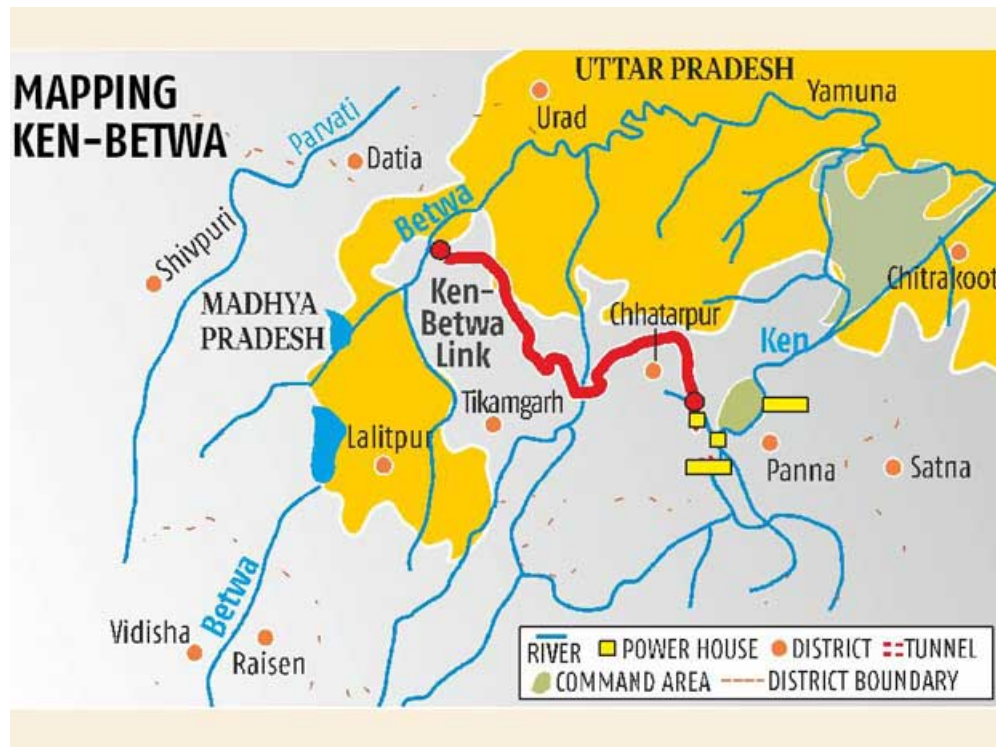 MAPPING
KEN-BETWA
UTTAR PRADESH
Yamuna
Urad
Parvati
Datia
Shivpuri
Betwa
MADHYA
PRADESH
Ken-
Betwa
Link
Chhatarpur
Chitrakoot
Ken
Tikamgarh
Lalitpur
Panna
Satna
Betwa
Vidisha
Raisen
RIVER POWER HOUSE DISTRICT TUNNEL
COMMAND AREA DISTRICT BOUNDARY